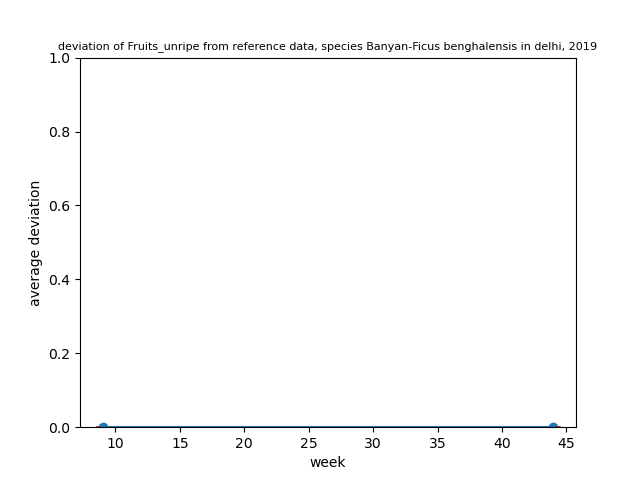 deviation of Fruits_unripe from reference data, species Banyan-Ficus benghalensis in delhi, 2019
1.0
0.8
0.6
0.4
0.2
0.0
average deviation
10 15 20 25 30 35 40 45
week